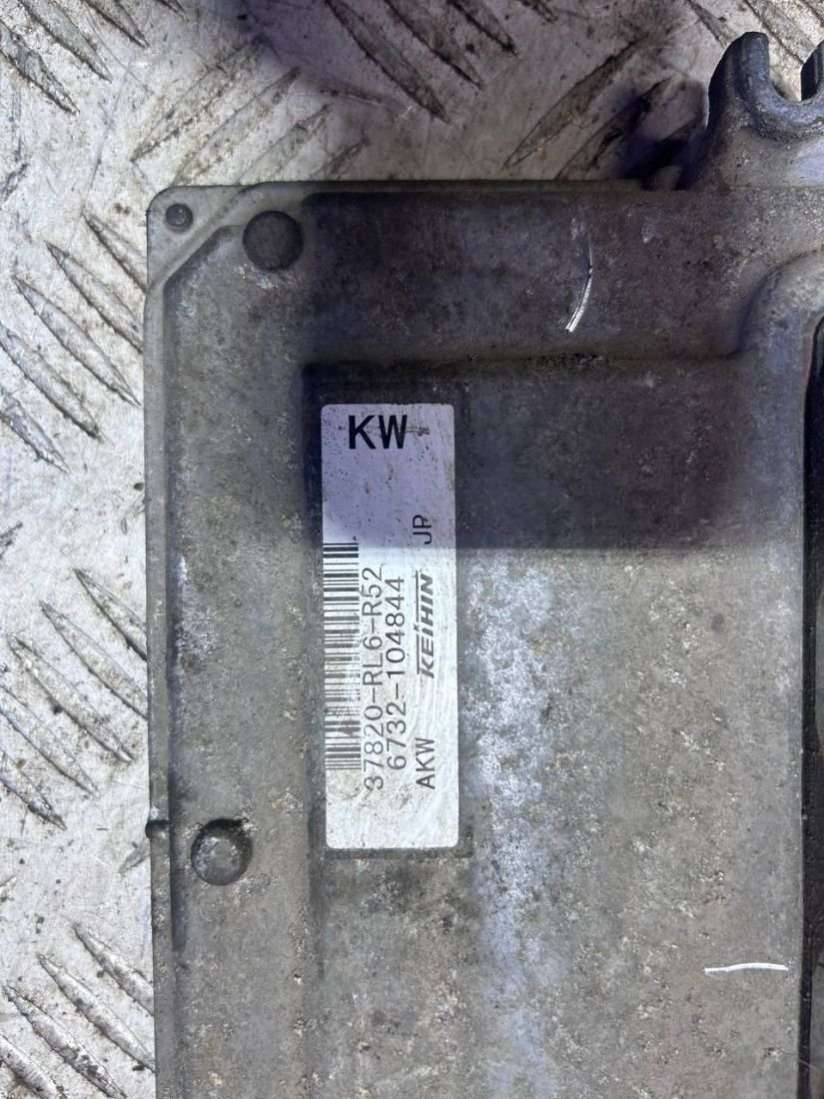 KW
37820-RL6-R52
6732-104844
AKW KEIHIN JP